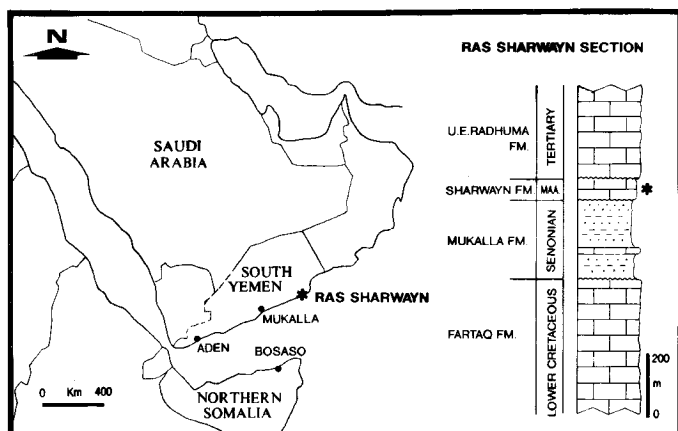 N
SAUDI
ARABIA
SOUTH
YEMEN
* RAS SHARWAYN
MUKALLA
ADEN
BOSASO
NORTHERN
SOMALIA
0 Km 400
RAS SHARWAYN SECTION
U.E.RADHUMA
FM.
TERTIARY
SHARWAYN FM.
MAA.
*
MUKALLA FM.
SENONIAN
FARTAQ FM.
LOWER CRETACEOUS
200
m
0